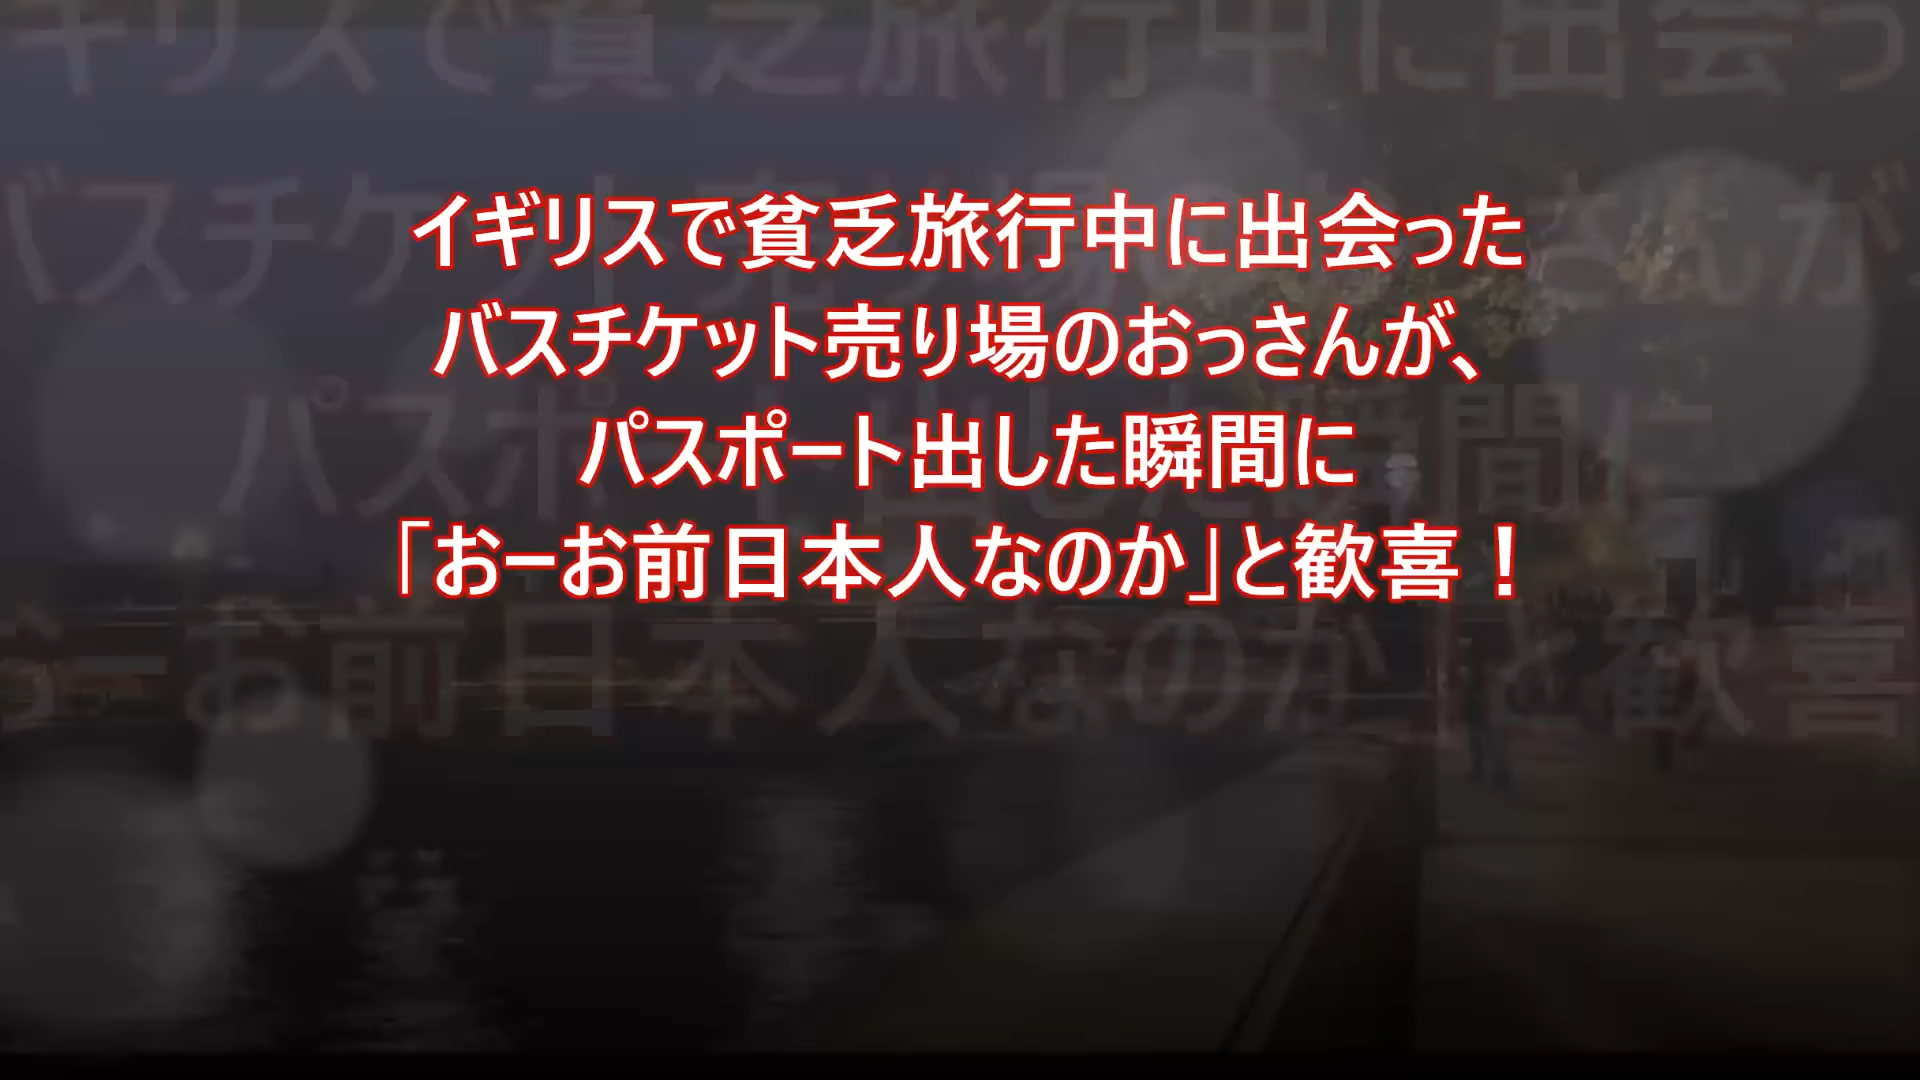 イギリスで貧乏旅行中に出会った
バスチケット売り場のおっさんが、
パスポート出した瞬間に
「おーお前日本人なのか」と歓喜！